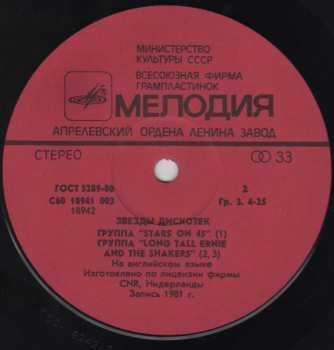 МИНИСТЕРСТВО
КУЛЬТУРЫ СССР
ВСЕСОЮЗНАЯ ФИРМА
ГРАМПЛАСТИНОК
МЕЛОДИЯ
АПРЕЛЕВСКИЙ ОРДЕНА ЛЕНИНА ЗАВОД
СТЕРЕО 33
ГОСТ 5289-80 2
С60 18941 003 Гр. 3. 4-25
18942
ЗВЕЗДЫ ДИСКОТЕК
ГРУППА "STARS ON 45" (1)
ГРУППА "LONG TALL ERNIE
AND THE SHAKERS" (2, 3)
На английском языке
Изготовлено по лицензии фирмы
CNR, Нидерланды
Запись 1981 г.